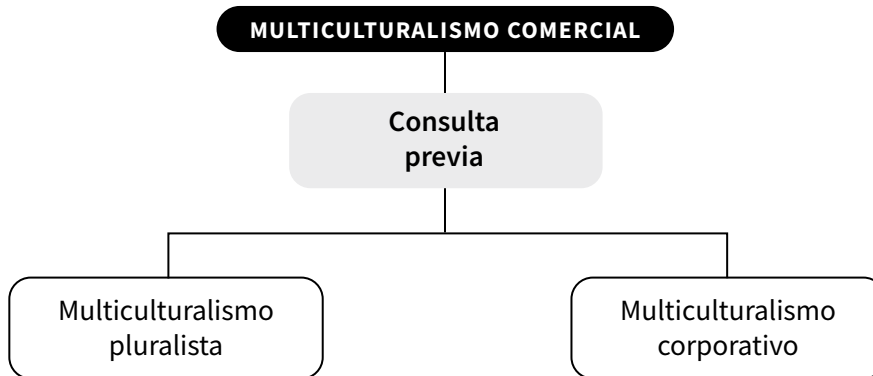 MULTICULTURALISMO COMERCIAL
Consulta
previa
Multiculturalismo
pluralista
Multiculturalismo
corporativo